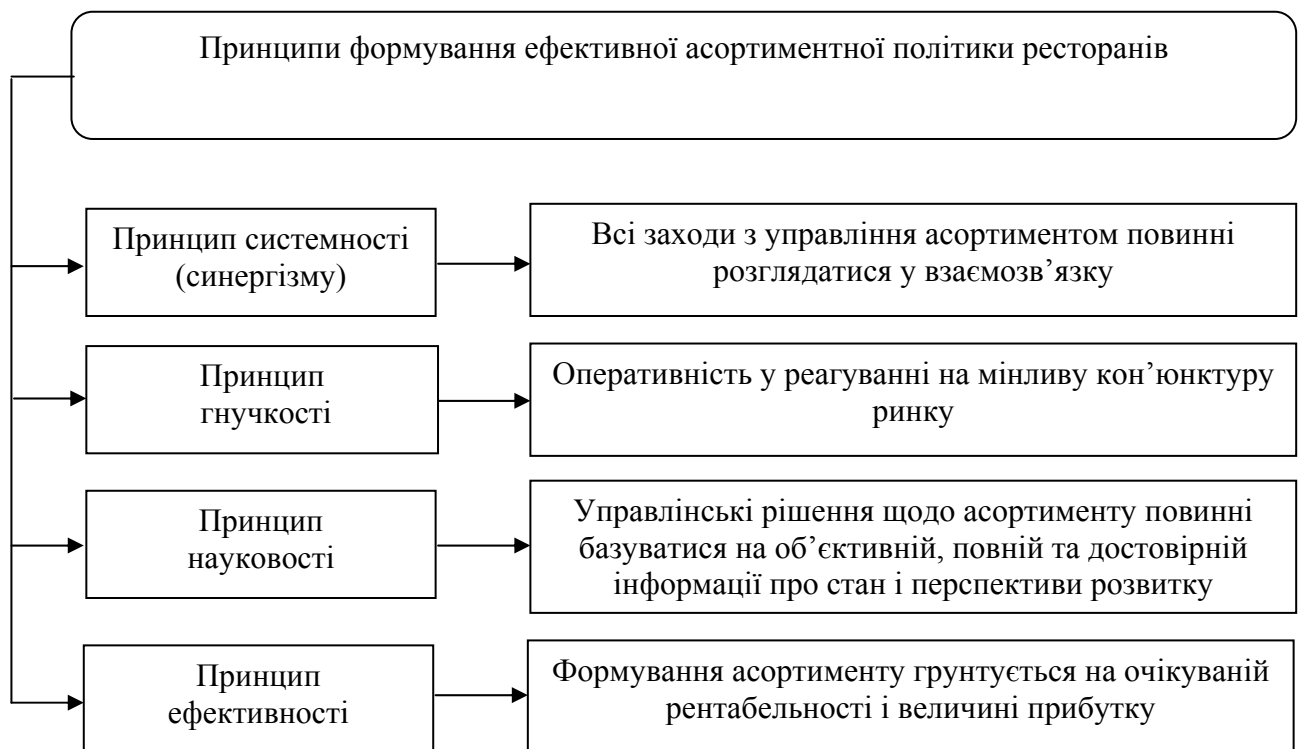 Принципи формування ефективної асортиментної політики ресторанів
Принцип системності
(синергізму)
Всі заходи з управління асортиментом повинні
розглядатися у взаємозв’язку
Принцип
гнучкості
Оперативність у реагуванні на мінливу кон’юнктуру
ринку
Принцип
науковості
Управлінські рішення щодо асортименту повинні
базуватися на об’єктивній, повній та достовірній
інформації про стан і перспективи розвитку
Принцип
ефективності
Формування асортименту грунтується на очікуваній
рентабельності і величині прибутку